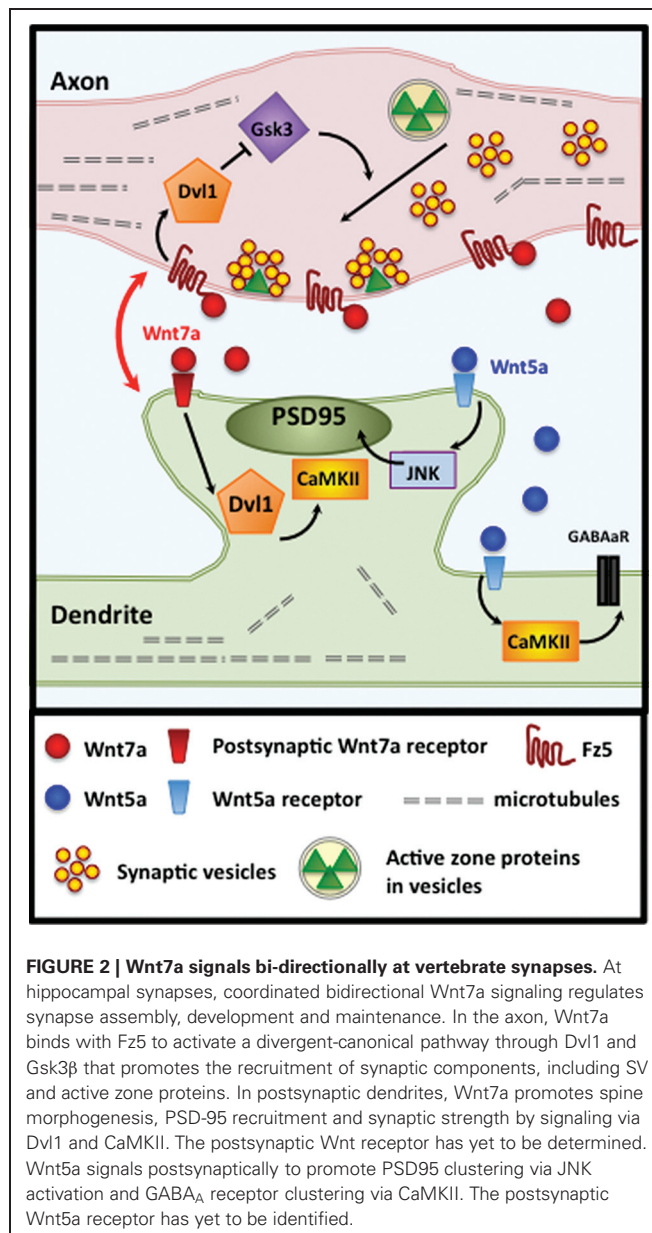 Axon
Gsk3
Dvl1
Wnt7a
Wnt5a
PSD95
CaMKII
JNK
Dvl1
GABAaR
Dendrite
CaMKII
Wnt7a
Postsynaptic Wnt7a receptor
Fz5
Wnt5a
Wnt5a receptor
microtubules
Synaptic vesicles
Active zone proteins
in vesicles
FIGURE 2 | Wnt7a signals bi-directionally at vertebrate synapses. At
hippocampal synapses, coordinated bidirectional Wnt7a signaling regulates
synapse assembly, development and maintenance. In the axon, Wnt7a
binds with Fz5 to activate a divergent-canonical pathway through Dvl1 and
Gsk3β that promotes the recruitment of synaptic components, including SV
and active zone proteins. In postsynaptic dendrites, Wnt7a promotes spine
morphogenesis, PSD-95 recruitment and synaptic strength by signaling via
Dvl1 and CaMKII. The postsynaptic Wnt receptor has yet to be determined.
Wnt5a signals postsynaptically to promote PSD95 clustering via JNK
activation and GABAA receptor clustering via CaMKII. The postsynaptic
Wnt5a receptor has yet to be identified.